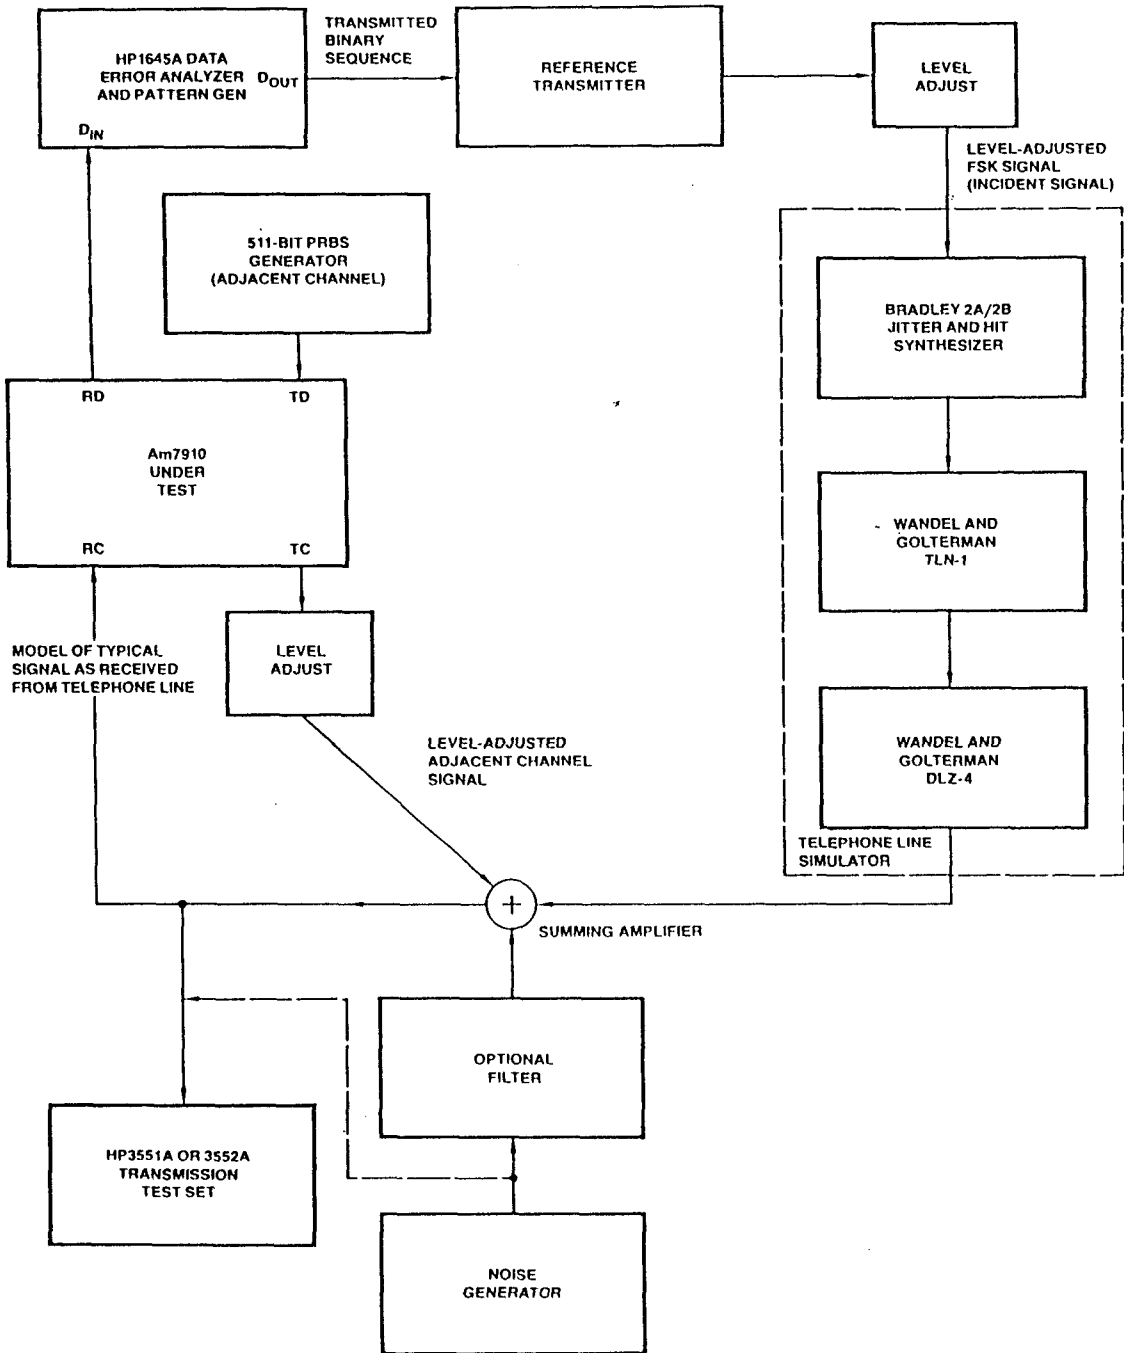 HP1645A DATA
ERROR ANALYZER
AND PATTERN GEN
DOUT
DIN
TRANSMITTED
BINARY
SEQUENCE
REFERENCE
TRANSMITTER
LEVEL
ADJUST
LEVEL-ADJUSTED
FSK SIGNAL
(INCIDENT SIGNAL)
511-BIT PRBS
GENERATOR
(ADJACENT CHANNEL)
BRADLEY 2A/2B
JITTER AND HIT
SYNTHESIZER
RD
TD
Am7910
UNDER
TEST
RC
TC
WANDEL AND
GOLTERMAN
TLN-1
MODEL OF TYPICAL
SIGNAL AS RECEIVED
FROM TELEPHONE LINE
LEVEL
ADJUST
LEVEL-ADJUSTED
ADJACENT CHANNEL
SIGNAL
WANDEL AND
GOLTERMAN
DLZ-4
TELEPHONE LINE
SIMULATOR
+
SUMMING AMPLIFIER
OPTIONAL
FILTER
HP3551A OR 3552A
TRANSMISSION
TEST SET
NOISE
GENERATOR